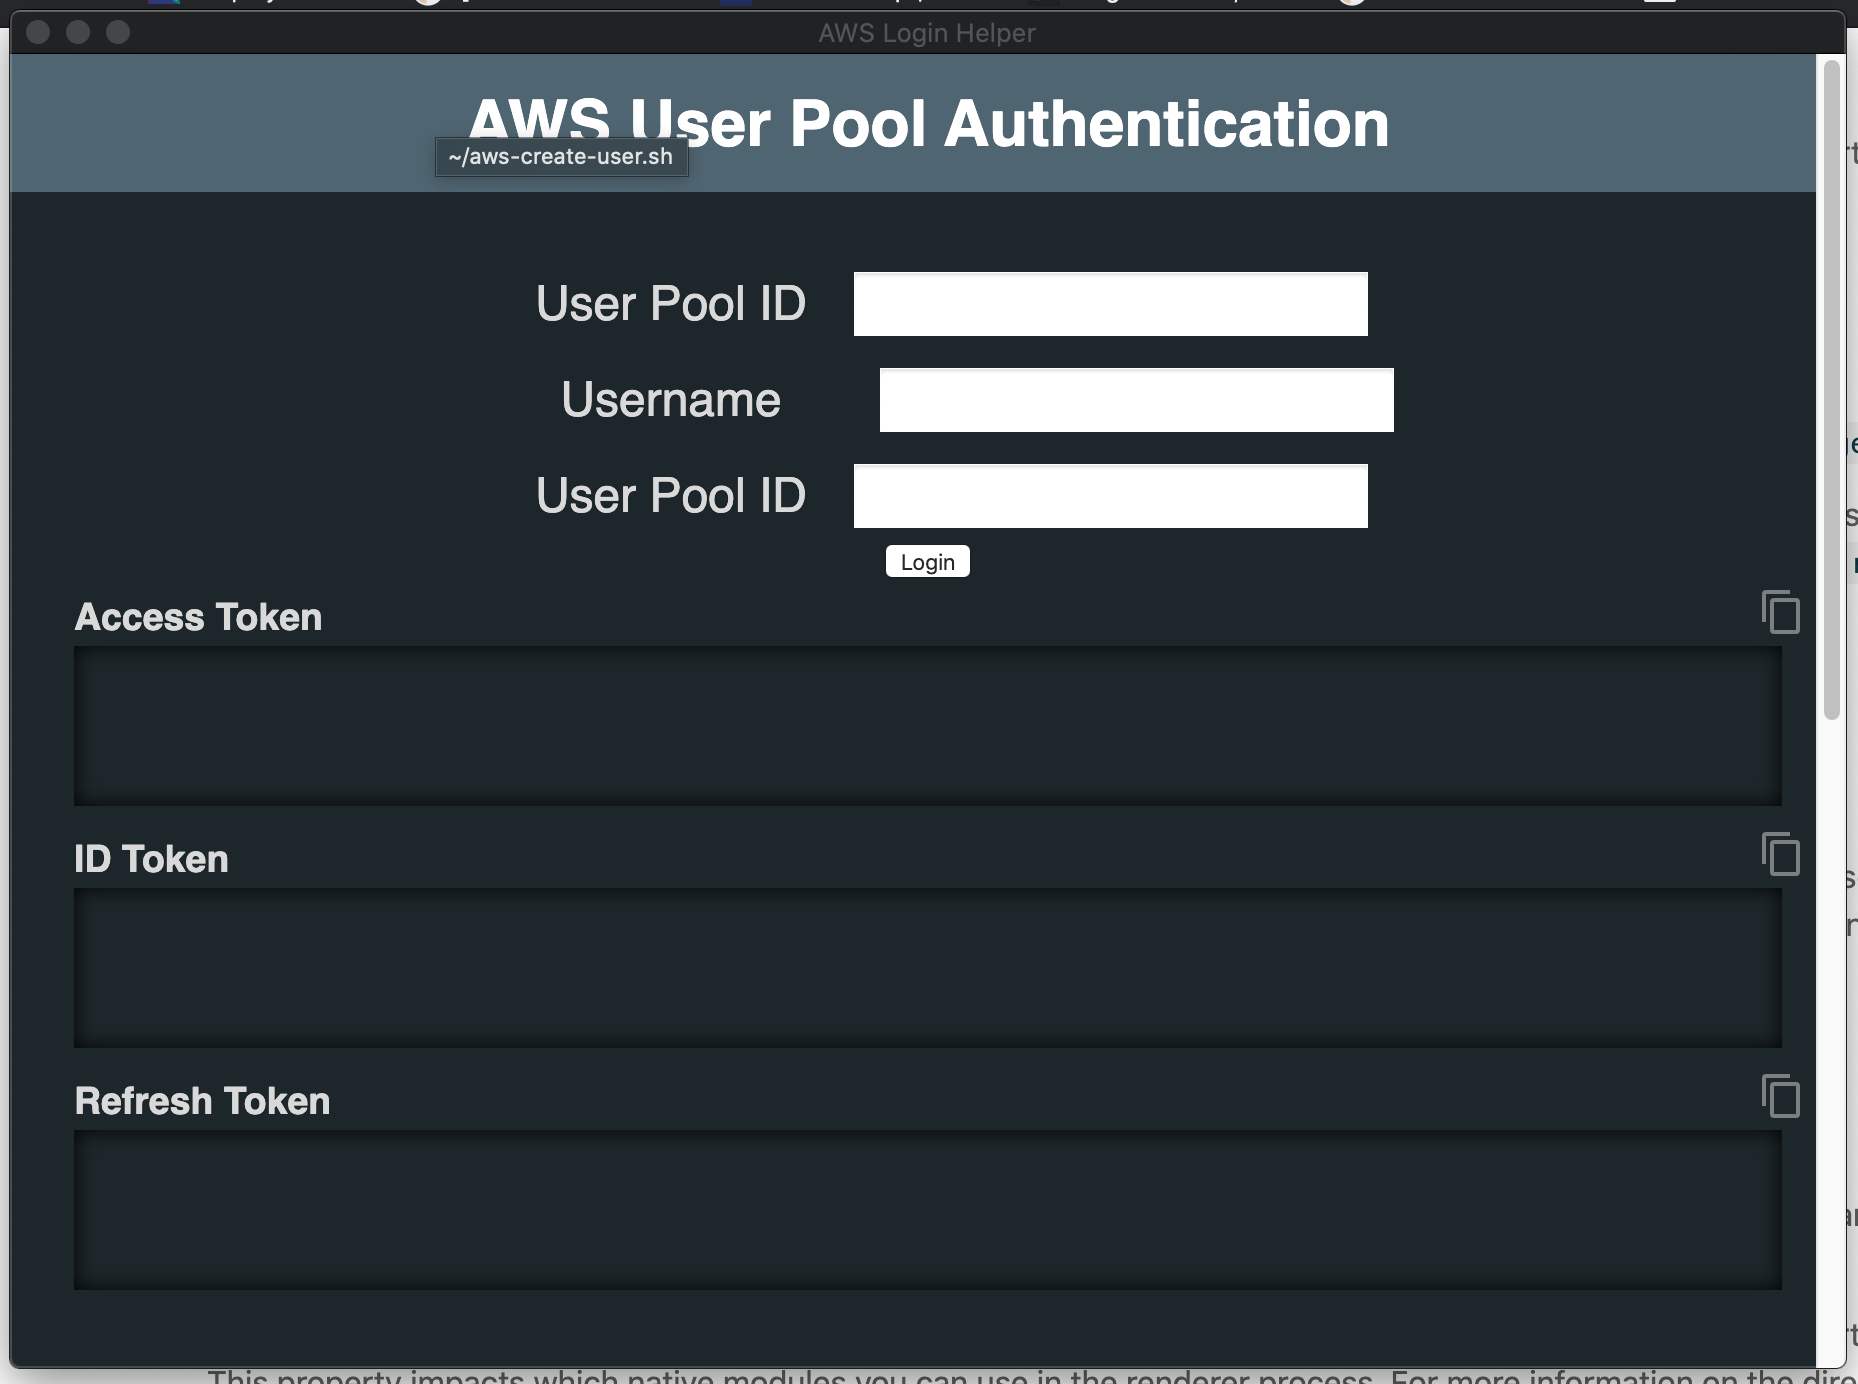 AWS Login Helper
AWS User Pool Authentication
~/aws-create-user.sh
User Pool ID
Username
User Pool ID
Login
Access Token
ID Token
Refresh Token
This property impacts which native modules you can use in the renderer process. For more information on the